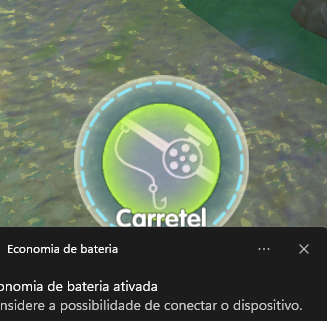 Carretel
Economia de bateria
onomia de bateria ativada
nsidere a possibilidade de conectar o dispositivo.